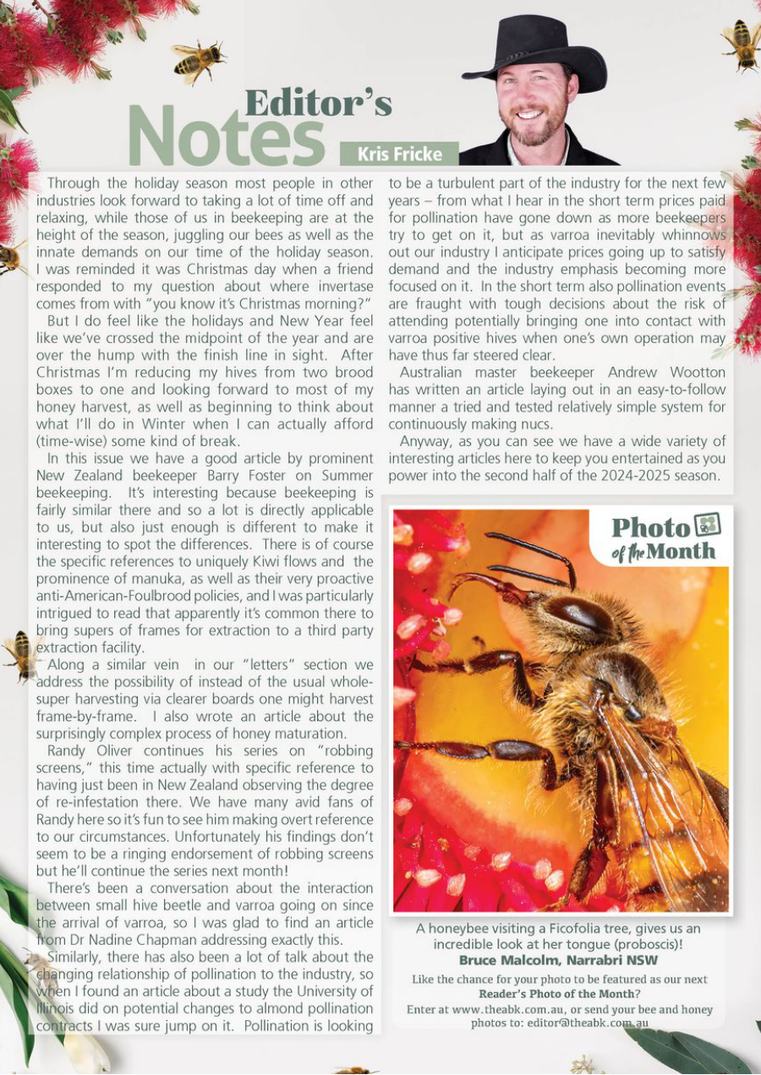 Editor's
Notes
Kris Fricke
Through the holiday season most people in other
industries look forward to taking a lot of time off and
relaxing, while those of us in beekeeping are at the
height of the season, juggling our bees as well as the
innate demands on our time of the holiday season.
I was reminded it was Christmas day when a friend
responded to my question about where invertase
comes from with "you know it's Christmas morning?"
But I do feel like the holidays and New Year feel
like we've crossed the midpoint of the year and are
over the hump with the finish line in sight. After
Christmas I'm reducing my hives from two brood
boxes to one and looking forward to most of my
honey harvest, as well as beginning to think about
what I'll do in Winter when I can actually afford
(time-wise) some kind of break.
In this issue we have a good article by prominent
New Zealand beekeeper Barry Foster on Summer
beekeeping. It's interesting because beekeeping is
fairly similar there and so a lot is directly applicable
to us, but also just enough is different to make it
interesting to spot the differences. There is of course
the specific references to uniquely Kiwi flows and the
prominence of manuka, as well as their very proactive
anti-American-Foulbrood policies, and I was particularly
intrigued to read that apparently it's common there to
bring supers of frames for extraction to a third party
extraction facility.
Along a similar vein in our "letters" section we
address the possibility of instead of the usual whole-
super harvesting via clearer boards one might harvest
frame-by-frame. I also wrote an article about the
surprisingly complex process of honey maturation.
Randy Oliver continues his series on "robbing
screens," this time actually with specific reference to
having just been in New Zealand observing the degree
of re-infestation there. We have many avid fans of
Randy here so it's fun to see him making overt reference
to our circumstances. Unfortunately his findings don't
seem to be a ringing endorsement of robbing screens
but he'll continue the series next month!
There's been a conversation about the interaction
between small hive beetle and varroa going on since
the arrival of varroa, so I was glad to find an article
from Dr Nadine Chapman addressing exactly this.
Similarly, there has also been a lot of talk about the
changing relationship of pollination to the industry, so
when I found an article about a study the University of
Illinois did on potential changes to almond pollination
contracts I was sure jump on it. Pollination is looking
to be a turbulent part of the industry for the next few
years – from what I hear in the short term prices paid
for pollination have gone down as more beekeepers
try to get on it, but as varroa inevitably whinnows
out our industry I anticipate prices going up to satisfy
demand and the industry emphasis becoming more
focused on it. In the short term also pollination events
are fraught with tough decisions about the risk of
attending potentially bringing one into contact with
varroa positive hives when one's own operation may
have thus far steered clear.
Australian master beekeeper Andrew Wootton
has written an article laying out in an easy-to-follow
manner a tried and tested relatively simple system for
continuously making nucs.
Anyway, as you can see we have a wide variety of
interesting articles here to keep you entertained as you
power into the second half of the 2024-2025 season.
Photo
of the Month
A honeybee visiting a Ficofolia tree, gives us an
incredible look at her tongue (proboscis)!
Bruce Malcolm, Narrabri NSW
Like the chance for your photo to be featured as our next
Reader's Photo of the Month?
Enter at www.theabk.com.au, or send your bee and honey
photos to: editor@theabk.com.au